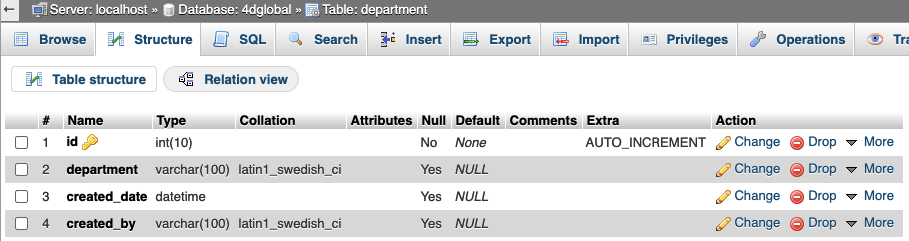 Server: localhost » Database: 4dglobal » Table: department
Browse Structure SQL Search Insert Export Import Privileges Operations Tra
Table structure Relation view
# Name Type Collation Attributes Null Default Comments Extra Action
1 id int(10) No None AUTO_INCREMENT Change Drop More
2 department varchar(100) latin1_swedish_ci Yes NULL Change Drop More
3 created_date datetime Yes NULL Change Drop More
4 created_by varchar(100) latin1_swedish_ci Yes NULL Change Drop More